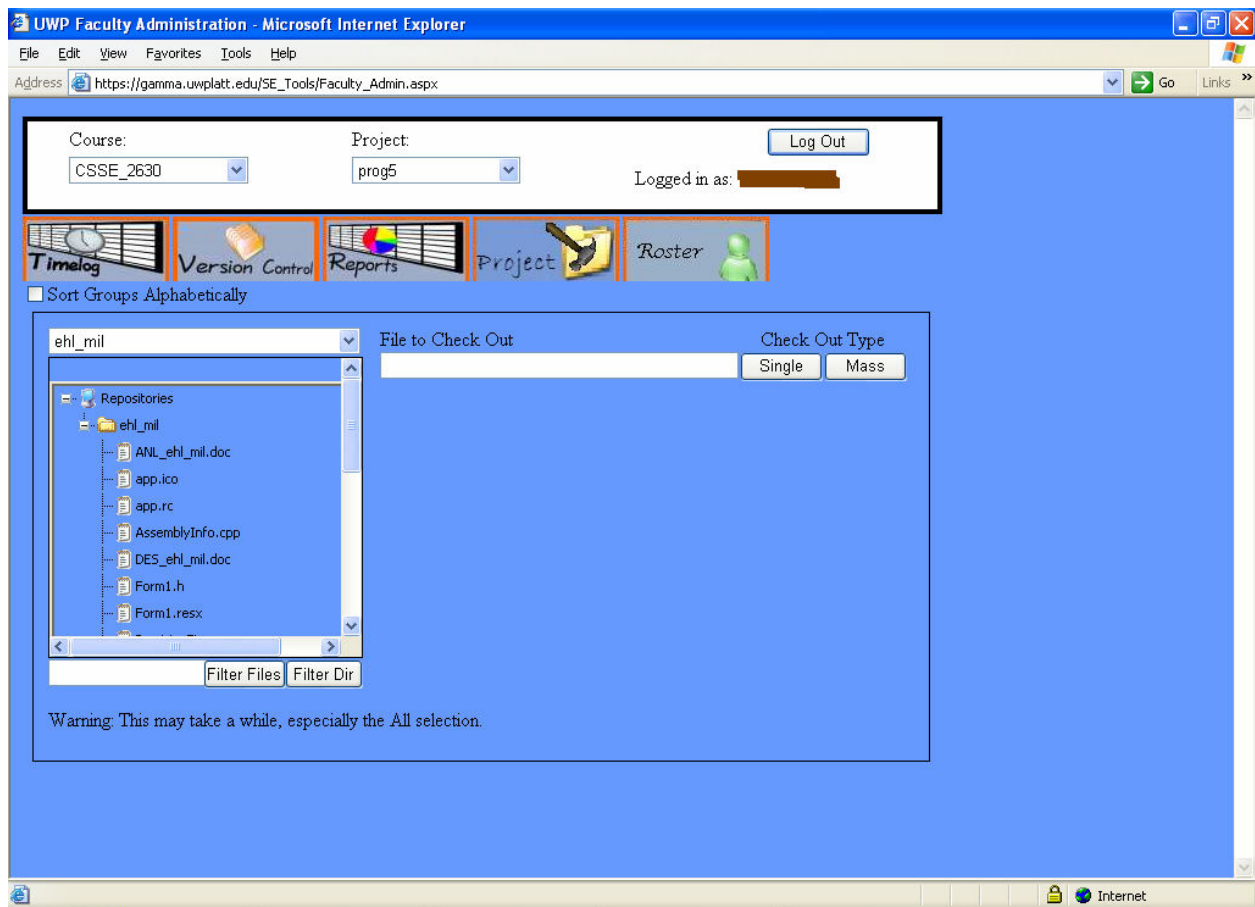 UWP Faculty Administration - Microsoft Internet Explorer
File Edit View Favorites Tools Help
Address https://gamma.uwplatt.edu/SE_Tools/Faculty_Admin.aspx Go Links »
Course: Project: Log Out
CSSE_2630 prog5
Logged in as:
Timelog Version Control Reports Project Roster
Sort Groups Alphabetically
ehl_mil File to Check Out Check Out Type
Single Mass
Repositories
ehl_mil
ANL_ehl_mil.doc
app.ico
app.rc
AssemblyInfo.cpp
DES_ehl_mil.doc
Form1.h
Form1.resx
Filter Files Filter Dir
Warning: This may take a while, especially the All selection.
Internet